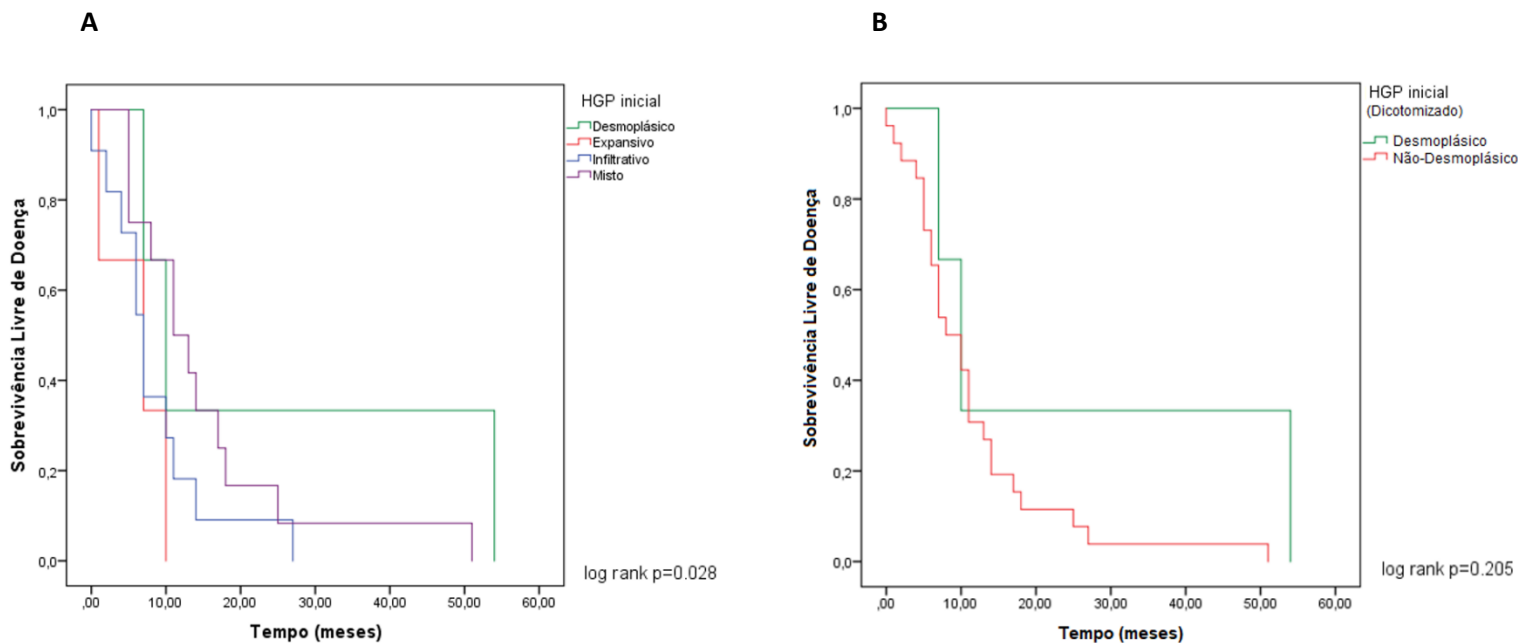 A
HGP inicial
Desmoplásico
Expansivo
Infiltrativo
Misto
Sobrevivência Livre de Doença
1,0
0,8
0,6
0,4
0,2
0,0
,00 10,00 20,00 30,00 40,00 50,00 60,00
Tempo (meses)
log rank p=0.028
B
HGP inicial
(Dicotomizado)
Desmoplásico
Não-Desmoplásico
Sobrevivência Livre de Doença
1,0
0,8
0,6
0,4
0,2
0,0
,00 10,00 20,00 30,00 40,00 50,00 60,00
Tempo (meses)
log rank p=0.205